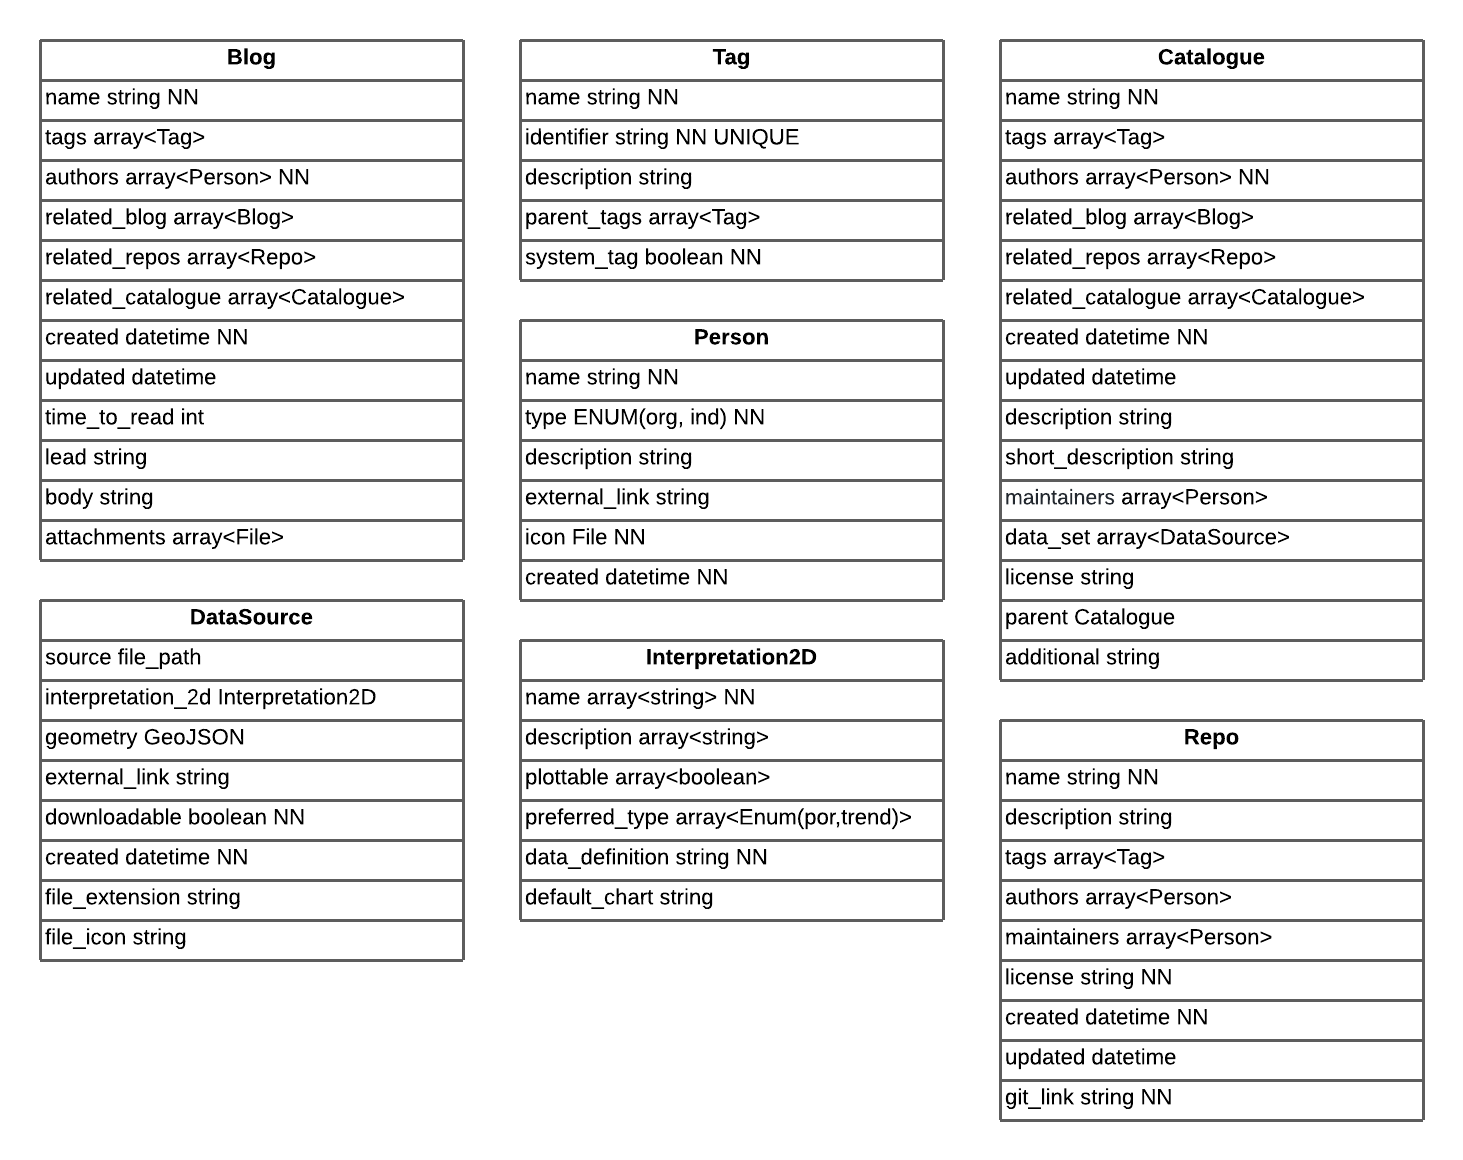 Blog
name string NN
tags array<Tag>
authors array<Person> NN
related_blog array<Blog>
related_repos array<Repo>
related_catalogue array<Catalogue>
created datetime NN
updated datetime
time_to_read int
lead string
body string
attachments array<File>
DataSource
source file_path
interpretation_2d Interpretation2D
geometry GeoJSON
external_link string
downloadable boolean NN
created datetime NN
file_extension string
file_icon string
Tag
name string NN
identifier string NN UNIQUE
description string
parent_tags array<Tag>
system_tag boolean NN
Person
name string NN
type ENUM(org, ind) NN
description string
external_link string
icon File NN
created datetime NN
Interpretation2D
name array<string> NN
description array<string>
plottable array<boolean>
preferred_type array<Enum(por,trend)>
data_definition string NN
default_chart string
Catalogue
name string NN
tags array<Tag>
authors array<Person> NN
related_blog array<Blog>
related_repos array<Repo>
related_catalogue array<Catalogue>
created datetime NN
updated datetime
description string
short_description string
maintainers array<Person>
data_set array<DataSource>
license string
parent Catalogue
additional string
Repo
name string NN
description string
tags array<Tag>
authors array<Person>
maintainers array<Person>
license string NN
created datetime NN
updated datetime
git_link string NN